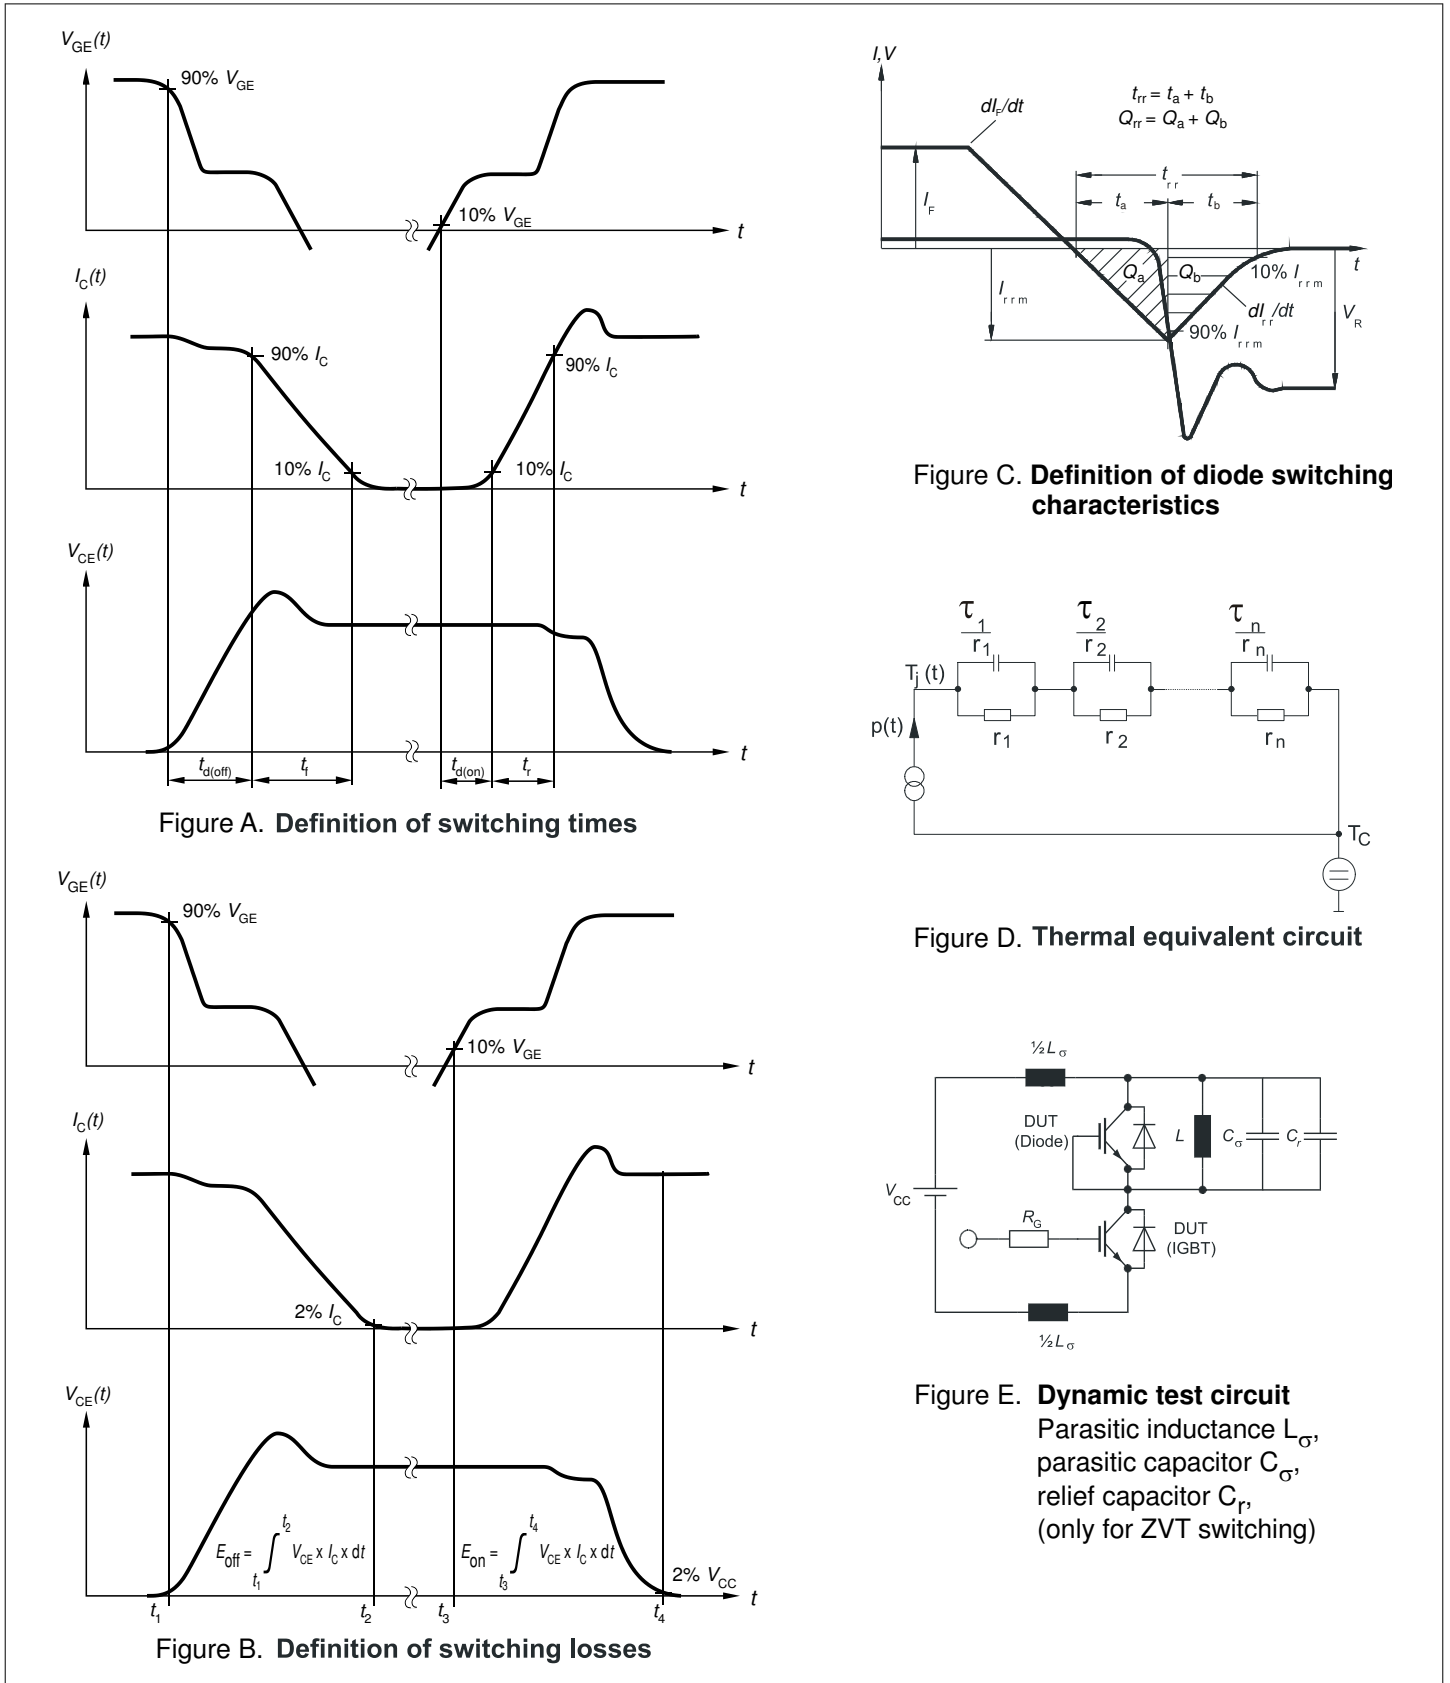 V_GE(t)
90% V_GE
10% V_GE
t
I_C(t)
90% I_C
90% I_C
10% I_C
10% I_C
t
V_CE(t)
t
t_d(off)
t_f
t_d(on)
t_r
Figure A. Definition of switching times
V_GE(t)
90% V_GE
10% V_GE
t
I_C(t)
2% I_C
t
V_CE(t)
E_off = ∫_t1^t2 V_CE x I_C x dt
E_on = ∫_t3^t4 V_CE x I_C x dt
2% V_CC
t
t_1
t_2
t_3
t_4
Figure B. Definition of switching losses
I,V
dI_F/dt
t_rr = t_a + t_b
Q_rr = Q_a + Q_b
t_rr
I_F
t_a
t_b
Q_a
Q_b
10% I_rrm
t
I_rrm
dI_rr/dt
V_R
90% I_rrm
Figure C. Definition of diode switching
characteristics
τ_1
r_1
τ_2
r_2
τ_n
r_n
T_j (t)
p(t)
r_1
r_2
r_n
T_C
Figure D. Thermal equivalent circuit
½L_σ
DUT
(Diode)
L
C_σ
C_r
V_CC
R_G
DUT
(IGBT)
½L_σ
Figure E. Dynamic test circuit
Parasitic inductance L_σ,
parasitic capacitor C_σ,
relief capacitor C_r,
(only for ZVT switching)